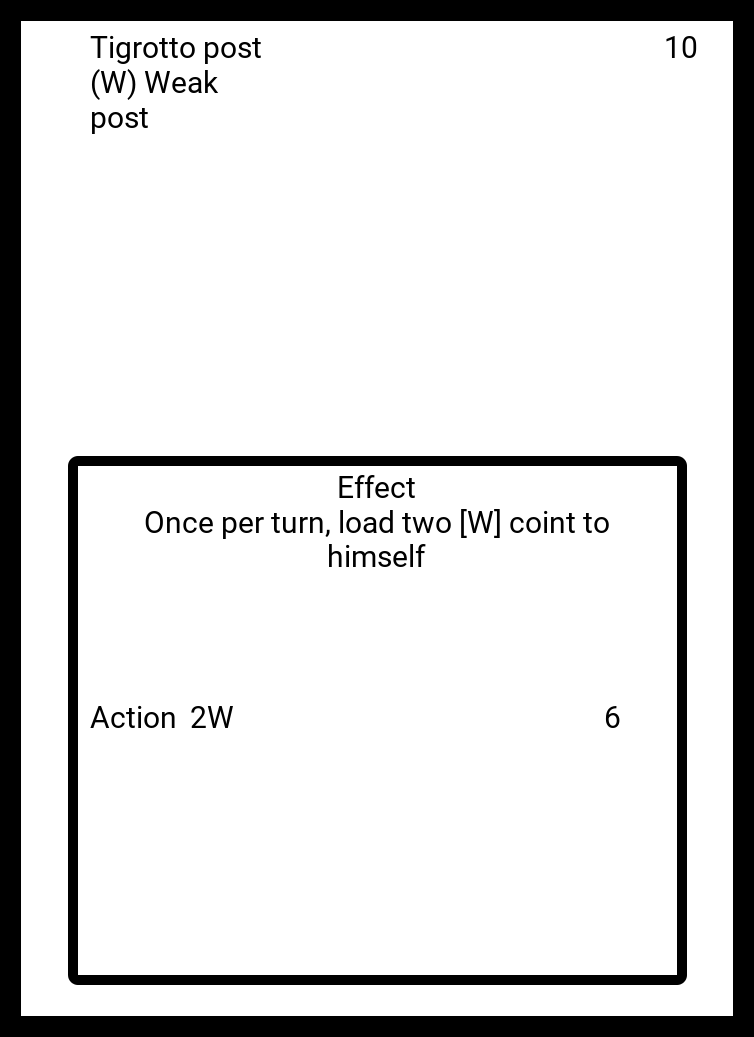 Tigrotto post 10
(W) Weak
post
Effect
Once per turn, load two [W] coint to
himself
Action 2W 6